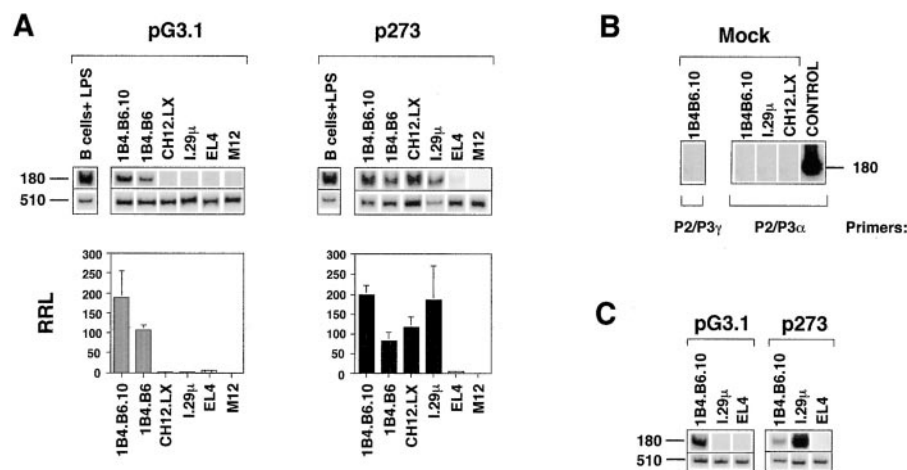 A
pG3.1
p273
B cells+ LPS
1B4.B6.10
1B4.B6
CH12.LX
I.29μ
EL4
M12
B cells+LPS
1B4.B6.10
1B4.B6
CH12.LX
I.29μ
EL4
M12
180
510
RRL
300
250
200
150
100
50
0
300
250
200
150
100
50
0
1B4.B6.10
1B4.B6
CH12.LX
I.29μ
EL4
M12
1B4.B6.10
1B4.B6
CH12.LX
I.29μ
EL4
M12
B
Mock
1B4B6.10
1B4B6.10
I.29μ
CH12.LX
CONTROL
180
P2/P3γ P2/P3α Primers:
C
pG3.1 p273
1B4.B6.10
I.29μ
EL4
1B4.B6.10
I.29μ
EL4
180
510